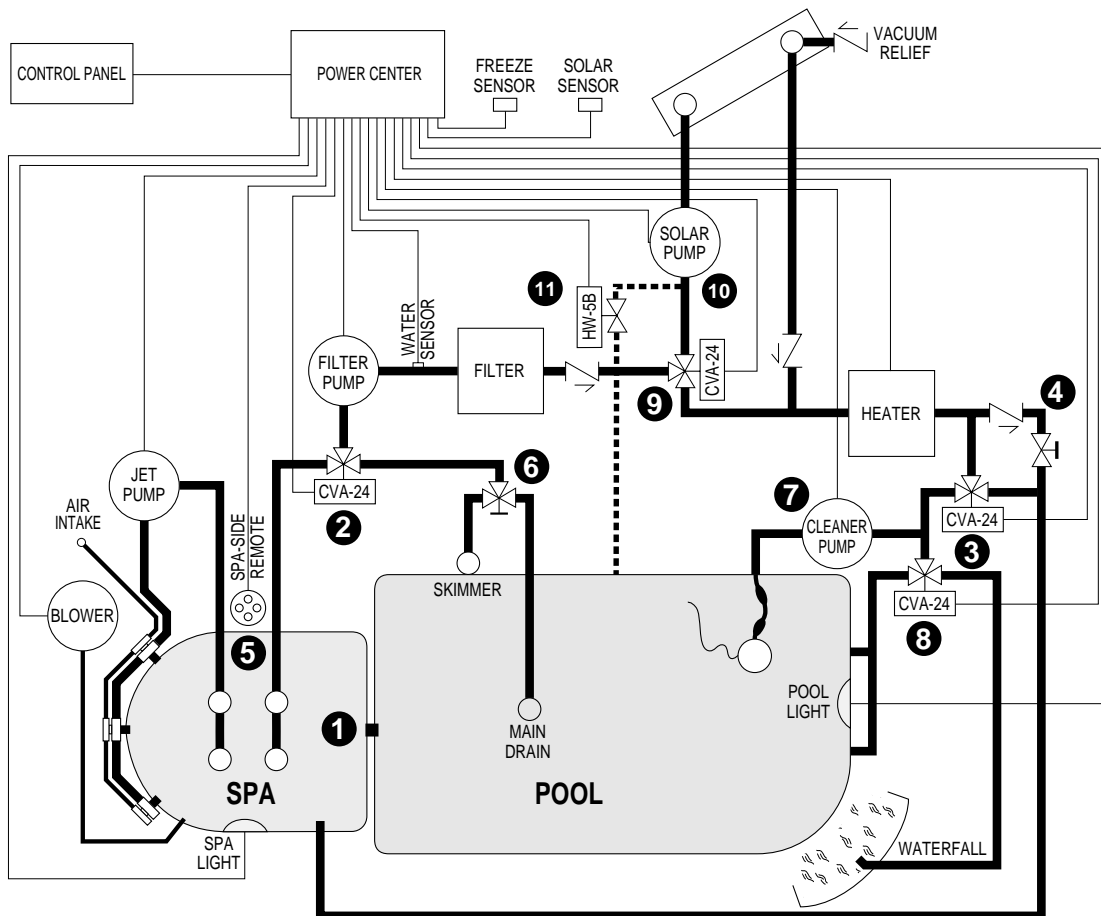 CONTROL PANEL
POWER CENTER
FREEZE
SENSOR
SOLAR
SENSOR
VACUUM
RELIEF
SOLAR
PUMP
10
11
HW-5B
WATER
SENSOR
FILTER
PUMP
FILTER
CVA-24
9
HEATER
4
JET
PUMP
CVA-24
2
6
7
CLEANER
PUMP
CVA-24
3
AIR
INTAKE
SPA-SIDE
REMOTE
SKIMMER
BLOWER
5
CVA-24
8
1
MAIN
DRAIN
POOL
LIGHT
SPA
POOL
SPA
LIGHT
WATERFALL